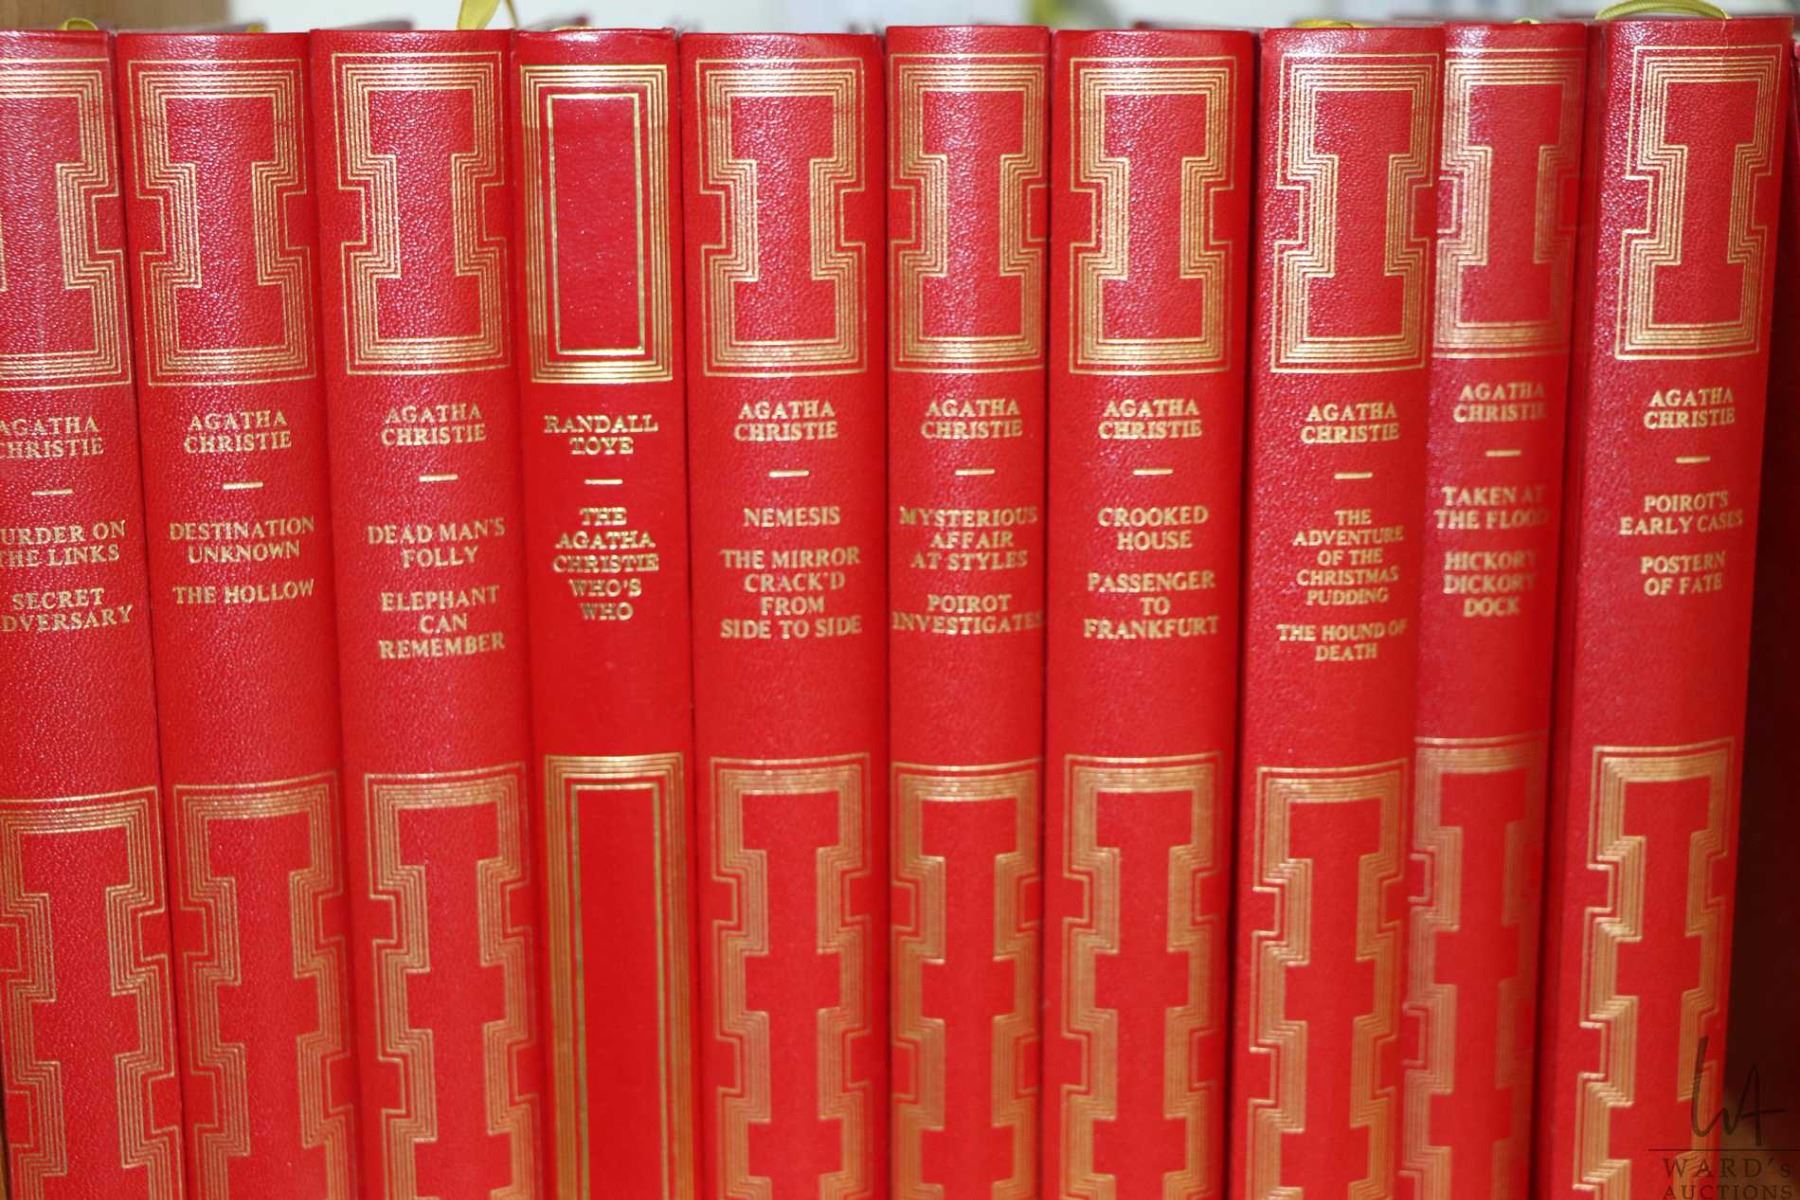 AGATHA
CHRISTIE
URDER ON
HE LINKS
SECRET
DVERSARY
AGATHA
CHRISTIE
DESTINATION
UNKNOWN
THE HOLLOW
AGATHA
CHRISTIE
DEAD MAN'S
FOLLY
ELEPHANT
CAN
REMEMBER
RANDALL
TOYE
THE
AGATHA
CHRISTIE
WHO'S
WHO
AGATHA
CHRISTIE
NEMESIS
THE MIRROR
CRACK'D
FROM
SIDE TO SIDE
AGATHA
CHRISTIE
MYSTERIOUS
AFFAIR
AT STYLES
POIROT
INVESTIGATES
AGATHA
CHRISTIE
CROOKED
HOUSE
PASSENGER
TO
FRANKFURT
AGATHA
CHRISTIE
THE
ADVENTURE
OF THE
CHRISTMAS
PUDDING
THE HOUND OF
DEATH
AGATHA
CHRISTIE
TAKEN AT
THE FLOOD
HICKORY
DICKORY
DOCK
AGATHA
CHRISTIE
POIROT'S
EARLY CASES
POSTERN
OF FATE
WA
WARD's
AUCTIONS